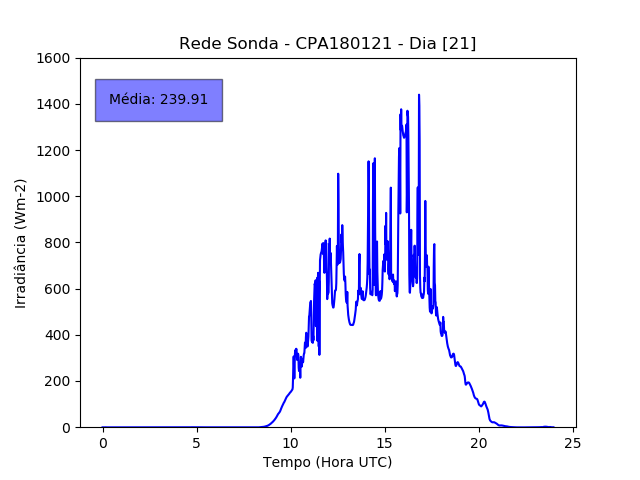 Rede Sonda - CPA180121 - Dia [21]
1600
1400
1200
1000
800
600
400
200
0
Média: 239.91
Irradiância (Wm-2)
0 5 10 15 20 25
Tempo (Hora UTC)